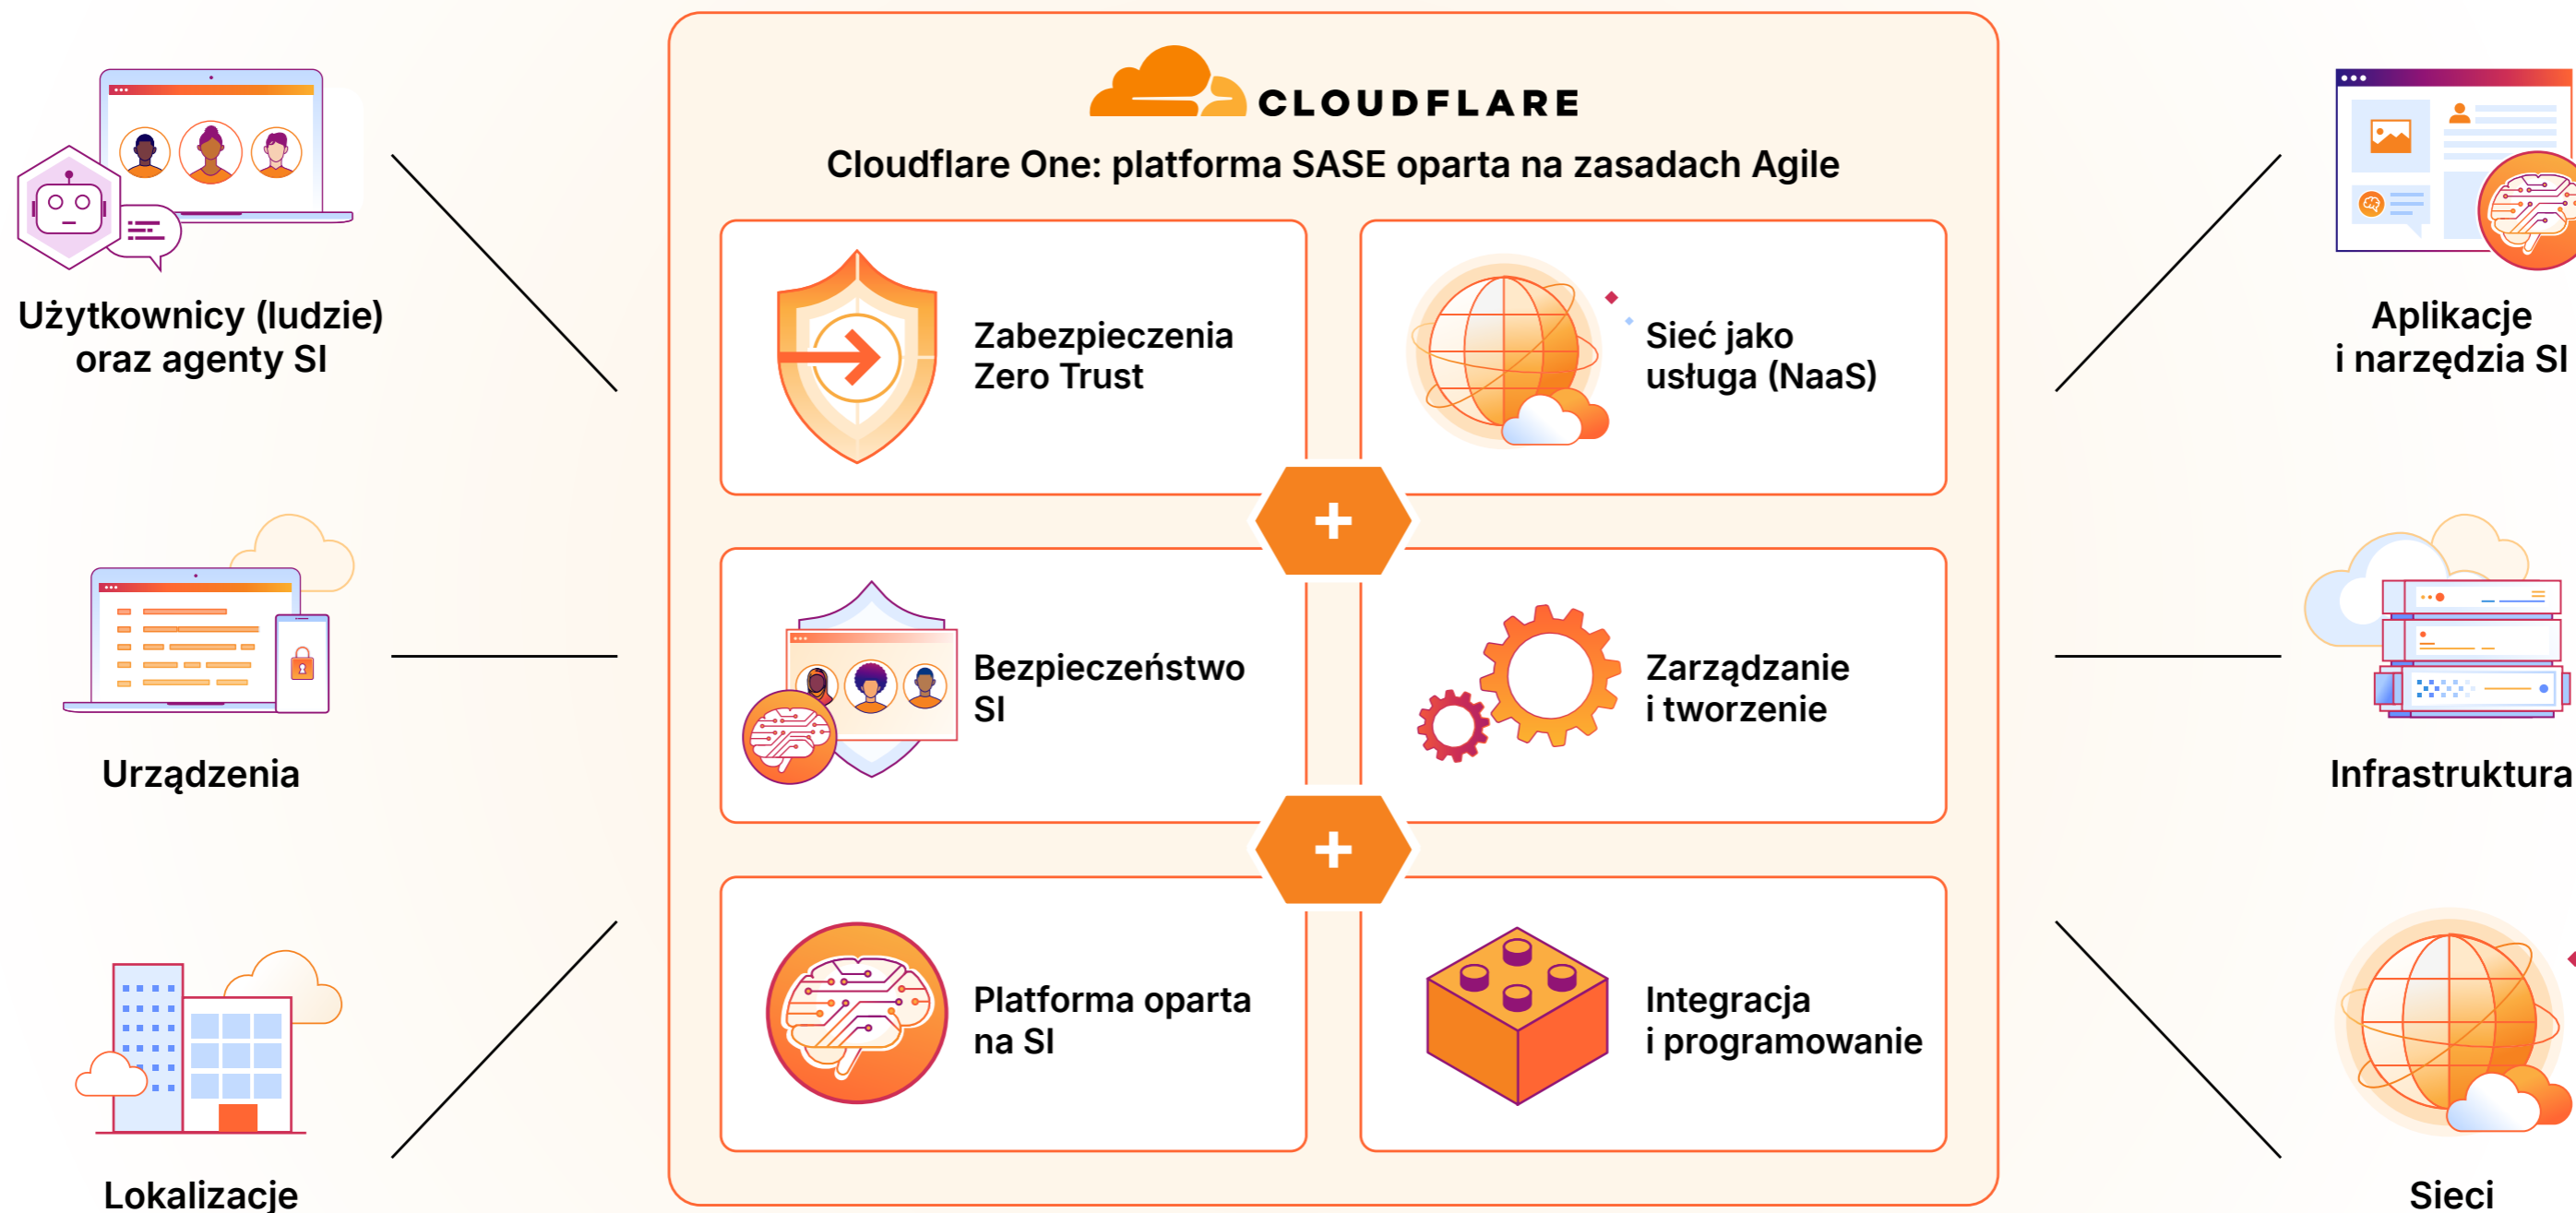 CLOUDFLARE
Cloudflare One: platforma SASE oparta na zasadach Agile
Użytkownicy (ludzie)
oraz agenty SI
Urządzenia
Lokalizacje
Zabezpieczenia
Zero Trust
Sieć jako
usługa (NaaS)
+
Bezpieczeństwo
SI
Zarządzanie
i tworzenie
+
Platforma oparta
na SI
Integracja
i programowanie
Aplikacje
i narzędzia SI
Infrastruktura
Sieci